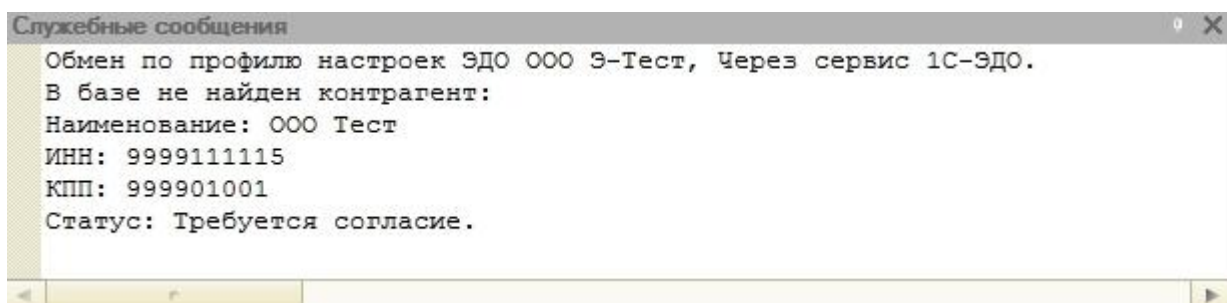 Служебные сообщения
Обмен по профилю настроек ЭДО ООО Э-Тест, Через сервис 1С-ЭДО.
В базе не найден контрагент:
Наименование: ООО Тест
ИНН: 9999111115
КПП: 999901001
Статус: Требуется согласие.